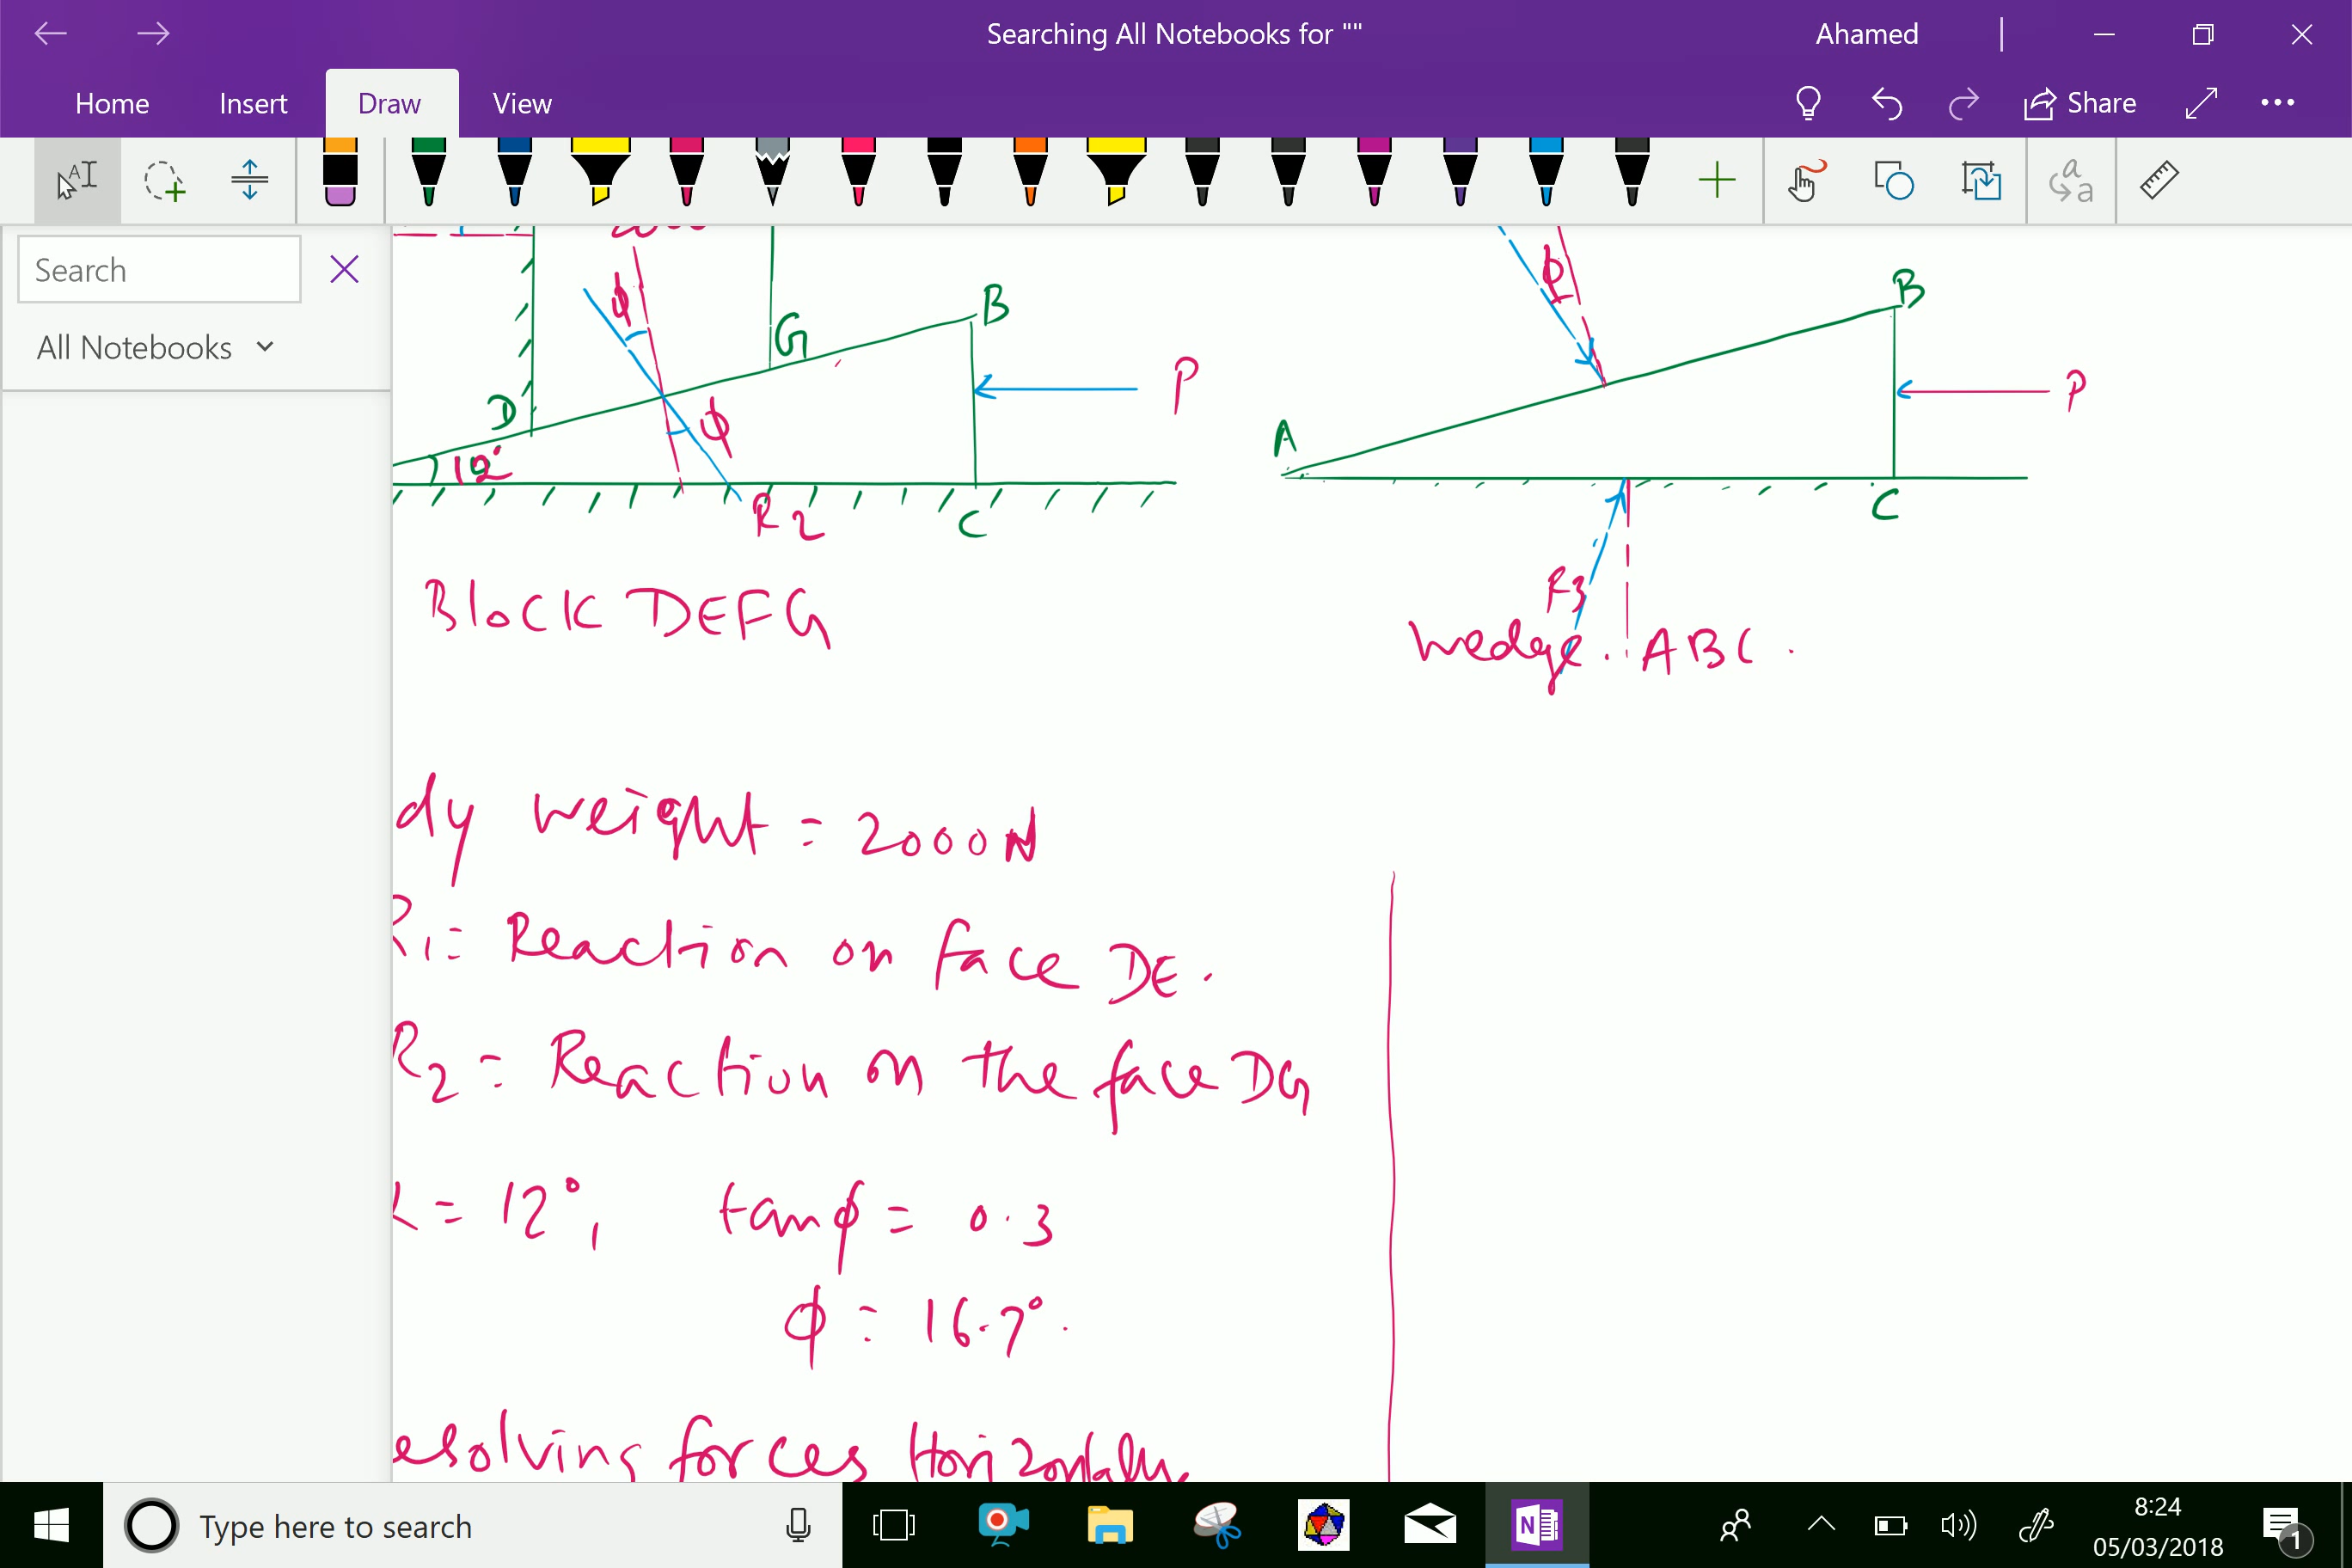 Searching All Notebooks for ""
Ahamed
Home Insert Draw View
Share
Search
All Notebooks
ϕ
G
B
P
D
12°
ϕ
R2
C
Block DEFG
B
P
A
C
R3
wedge. ABC.
dy weight = 2000N
R1 = Reaction on face DE.
R2 = Reaction on the face DG
= 12°, tanϕ = 0.3
ϕ = 16.7°.
esolving forces Horizontally
Type here to search
N
8:24
05/03/2018
1